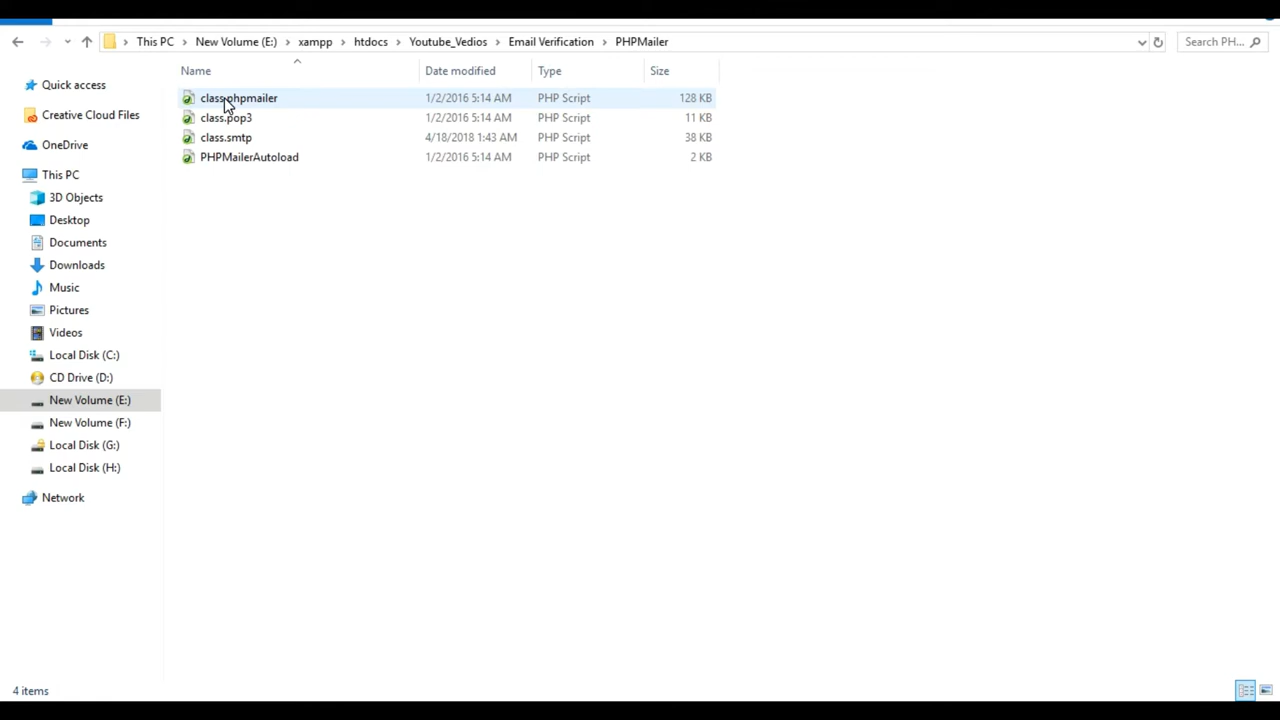 This PC > New Volume (E:) > xampp > htdocs > Youtube_Vedios > Email Verification > PHPMailer
Search PH...
Name Date modified Type Size
class.phpmailer 1/2/2016 5:14 AM PHP Script 128 KB
class.pop3 1/2/2016 5:14 AM PHP Script 11 KB
class.smtp 4/18/2018 1:43 AM PHP Script 38 KB
PHPMailerAutoload 1/2/2016 5:14 AM PHP Script 2 KB
Quick access
Creative Cloud Files
OneDrive
This PC
3D Objects
Desktop
Documents
Downloads
Music
Pictures
Videos
Local Disk (C:)
CD Drive (D:)
New Volume (E:)
New Volume (F:)
Local Disk (G:)
Local Disk (H:)
Network
4 items